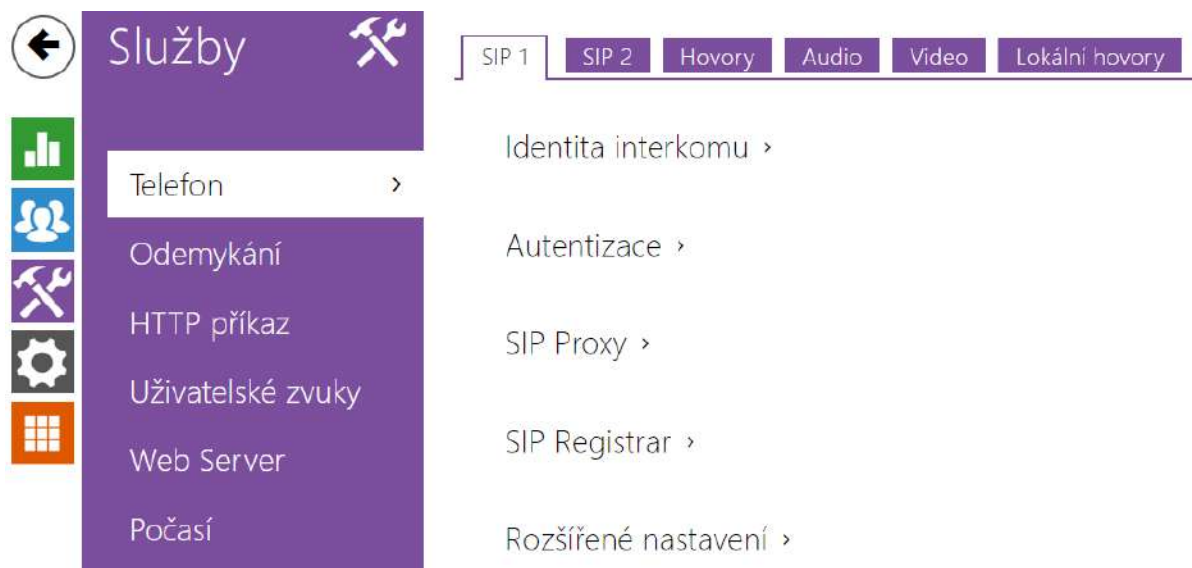 Služby
Telefon
Odemykání
HTTP příkaz
Uživatelské zvuky
Web Server
Počasí
SIP 1 SIP 2 Hovory Audio Video Lokální hovory
Identita interkomu ›
Autentizace ›
SIP Proxy ›
SIP Registrar ›
Rozšířené nastavení ›